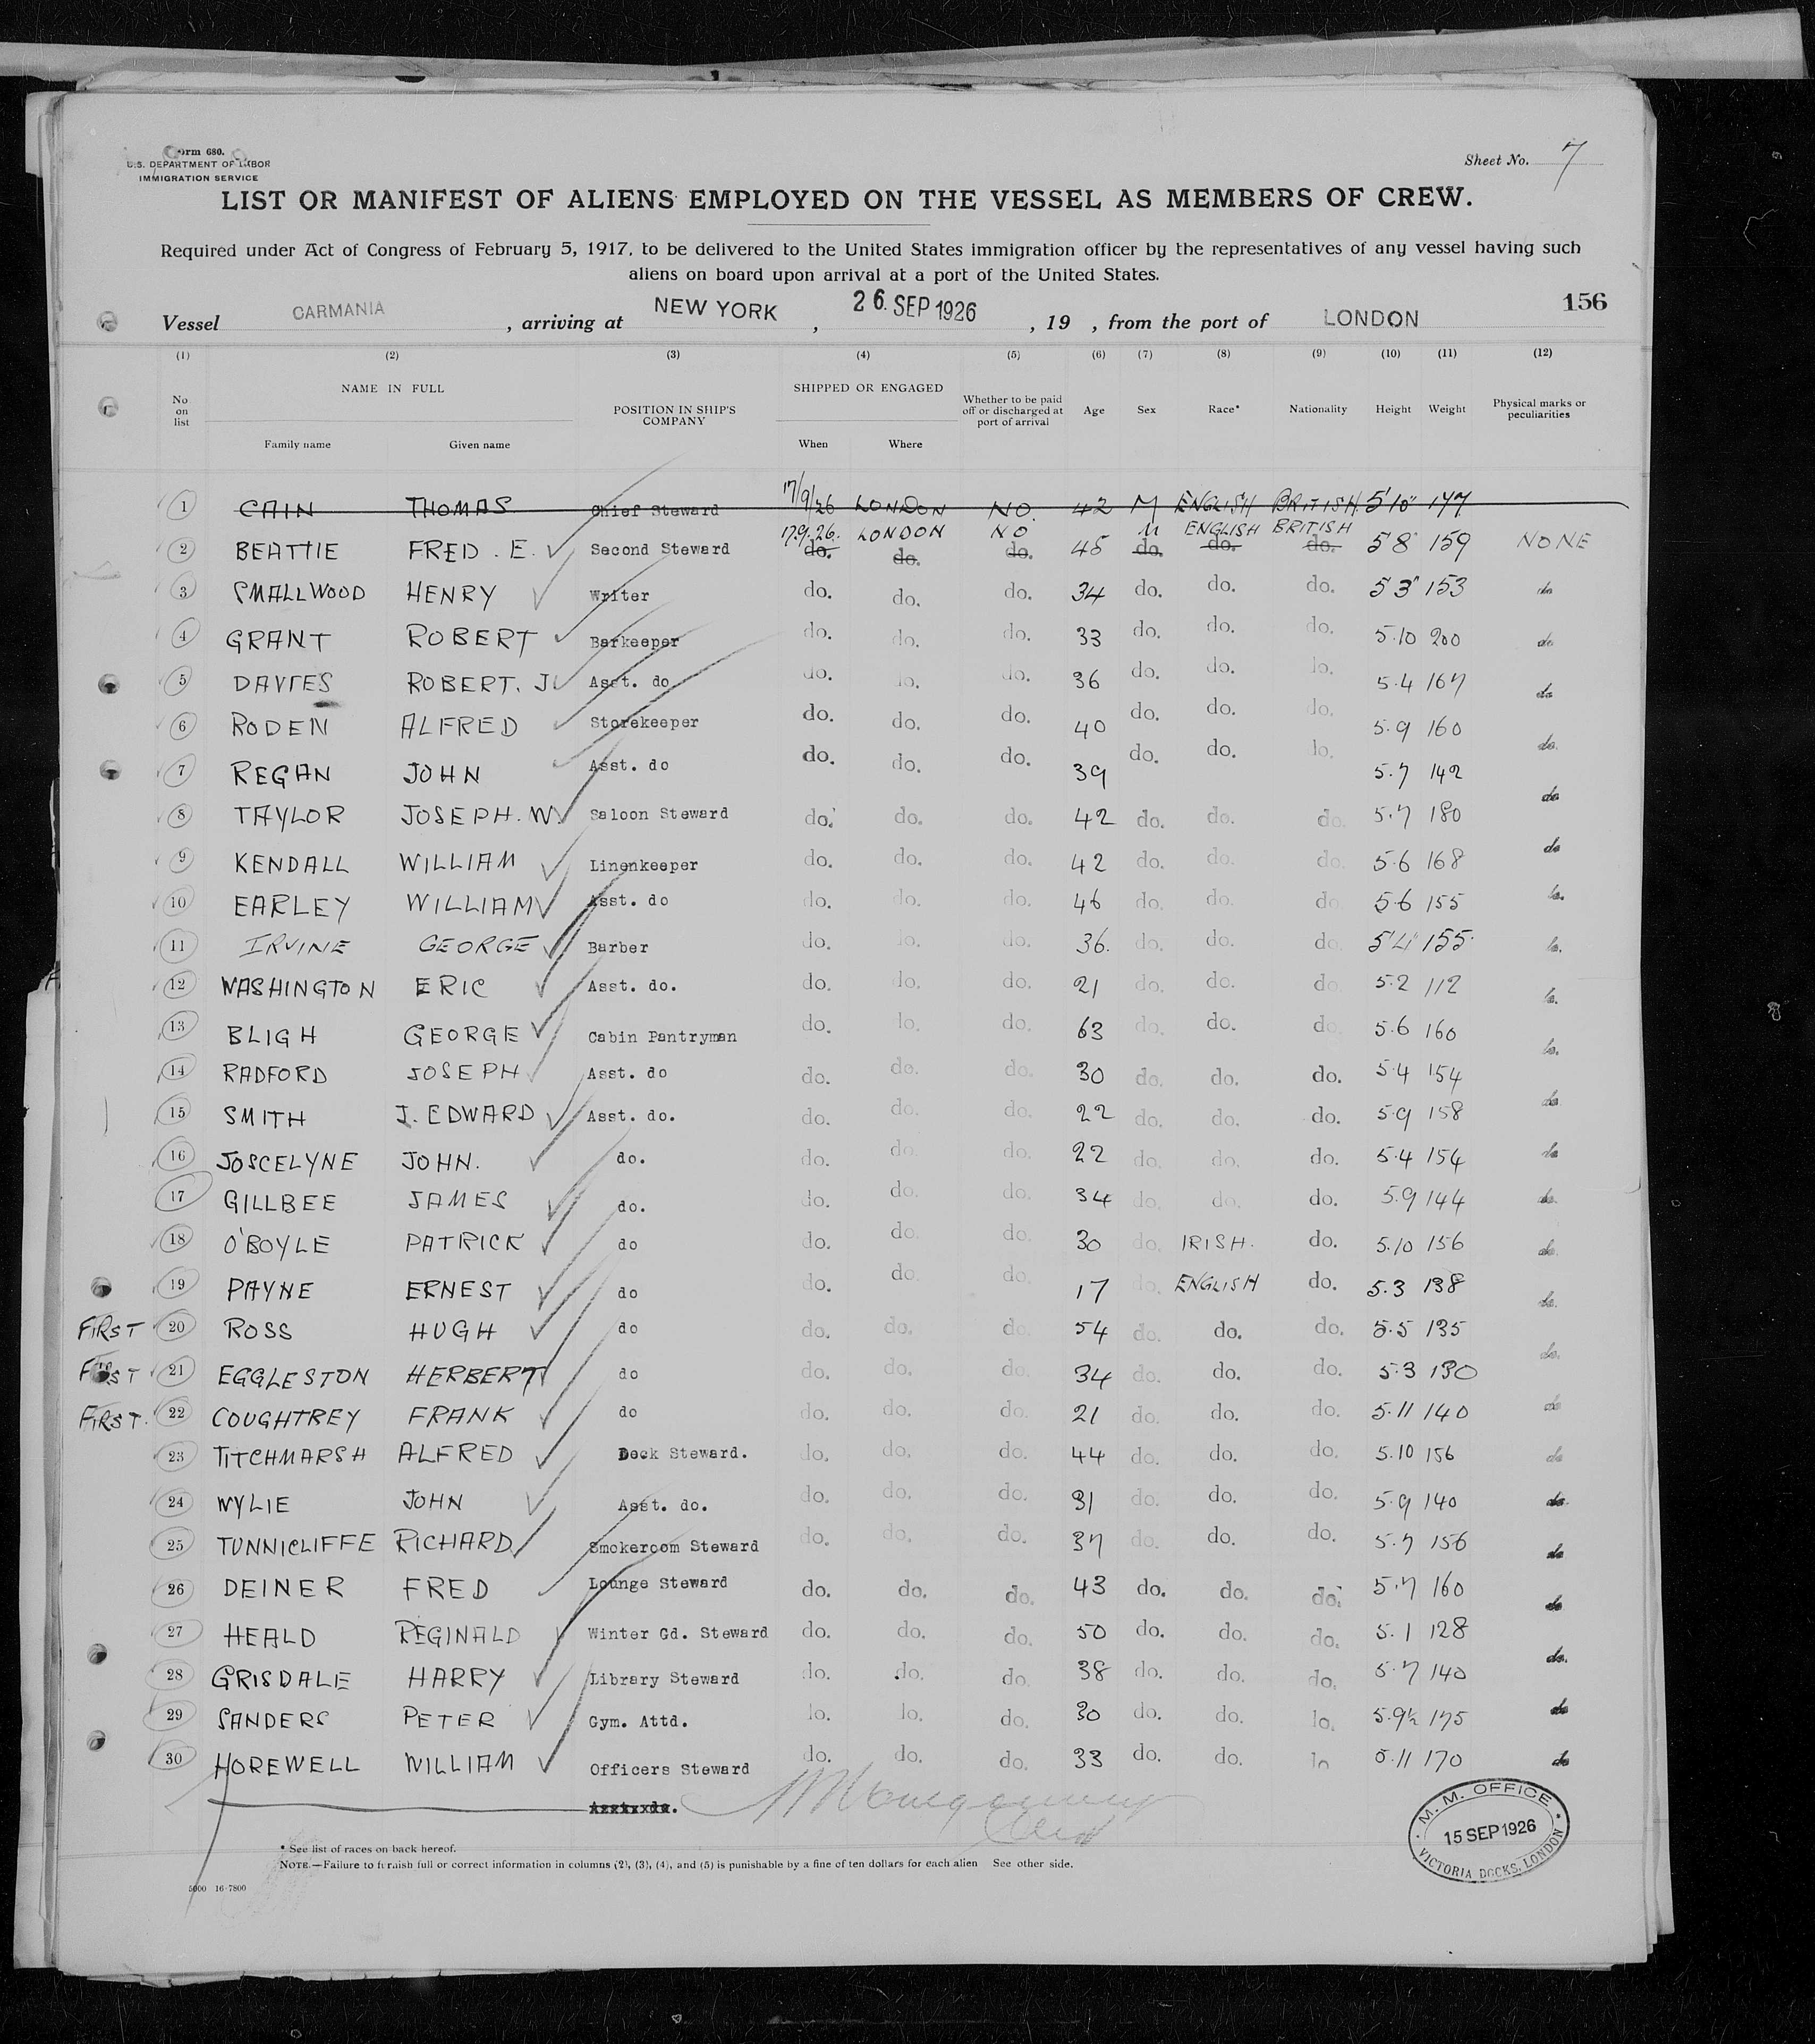 Form 680.
U.S. DEPARTMENT OF LABOR
IMMIGRATION SERVICE
Sheet No. 7
LIST OR MANIFEST OF ALIENS EMPLOYED ON THE VESSEL AS MEMBERS OF CREW.
Required under Act of Congress of February 5, 1917, to be delivered to the United States immigration officer by the representatives of any vessel having such
aliens on board upon arrival at a port of the United States.
156
Vessel CARMANIA, arriving at NEW YORK, 26. SEP 1926, 19 , from the port of LONDON
(1) (2) (3) (4) (5) (6) (7) (8) (9) (10) (11) (12)
No on list NAME IN FULL Family name Given name POSITION IN SHIP'S COMPANY SHIPPED OR ENGAGED When Where Whether to be paid off or discharged at port of arrival Age Sex Race* Nationality Height Weight Physical marks or peculiarities
1 CAIN THOMAS Chief Steward 17/9/26 LONDON NO. 42 M ENGLISH BRITISH 5'10" 177
17.9.26. LONDON NO M ENGLISH BRITISH
2 BEATTIE FRED. E. Second Steward do. do. do. 45 do. do. do. 5'8" 159 NONE
3 SMALLWOOD HENRY Writer do. do. do. 34 do. do. do. 5'3" 153 do
4 GRANT ROBERT Barkeeper do. do. do. 33 do. do. do. 5.10 200 do
5 DAVIES ROBERT. J. Asst. do do. do. do. 36 do. do. do. 5.4 167 do
6 RODEN ALFRED Storekeeper do. do. do. 40 do. do. do. 5.9 160 do.
7 REGAN JOHN Asst. do do. do. do. 39 do. do. do. 5.7 142 do
8 TAYLOR JOSEPH. W. Saloon Steward do. do. do. 42 do. do. do. 5.7 180 do
9 KENDALL WILLIAM Linenkeeper do. do. do. 42 do. do. do. 5.6 168 do.
10 EARLEY WILLIAM Asst. do do. do. do. 46 do. do. do 5.6 155 do.
11 IRVINE GEORGE Barber do. do. do. 36. do. do. do. 5'4" 155 do.
12 WASHINGTON ERIC Asst. do. do. do. do. 21 do. do. do. 5.2 112 do.
13 BLIGH GEORGE Cabin Pantryman do. do. do. 63 do. do. do. 5.6 160 do.
14 RADFORD JOSEPH Asst. do do. do. do. 30 do. do. do. 5.4 154 do
15 SMITH J. EDWARD Asst. do. do. do. do. 22 do. do. do. 5.9 158 do
16 JOSCELYNE JOHN. do. do. do. do. 22 do. do. do. 5.4 154 do.
17 GILLBEE JAMES do. do. do. do. 34 do. do. do. 5.9 144 do
18 O'BOYLE PATRICK do do. do. do. 30 do. IRISH. do. 5.10 156 do.
19 PAYNE ERNEST do do. do. do. 17 do. ENGLISH do. 5.3 138 do.
FIRST 20 ROSS HUGH do do. do. do. 54 do. do. do. 5.5 135 do.
FIRST 21 EGGLESTON HERBERT do do. do. do. 34 do. do. do. 5.3 130 do
FIRST. 22 COUGHTREY FRANK do do. do. do. 21 do. do. do. 5.11 140 do
23 TITCHMARSH ALFRED Deck Steward. do. do. do. 44 do. do. do. 5.10 156 do
24 WYLIE JOHN Asst. do. do. do. do. 31 do. do. do. 5.9 140 do.
25 TUNNICLIFFE RICHARD Smokeroom Steward do. do. do. 37 do. do. do. 5.7 156 do
26 DEINER FRED Lounge Steward do. do. do. 43 do. do. do. 5.7 160 do
27 HEALD REGINALD Winter Gd. Steward do. do. do. 50 do. do. do. 5.1 128 do.
28 GRISDALE HARRY Library Steward do. do. do. 38 do. do. do. 5.7 140 do
29 SANDERS PETER Gym. Attd. do. do. do. 30 do. do. do. 5.9½ 175 do
30 HOREWELL WILLIAM Officers Steward do. do. do. 33 do. do. do 5.11 170 do
* See list of races on back hereof.
NOTE.—Failure to furnish full or correct information in columns (2), (3), (4), and (5) is punishable by a fine of ten dollars for each alien See other side.
5000 16-7800
M. M. OFFICE
15 SEP 1926
VICTORIA DOCKS, LONDON